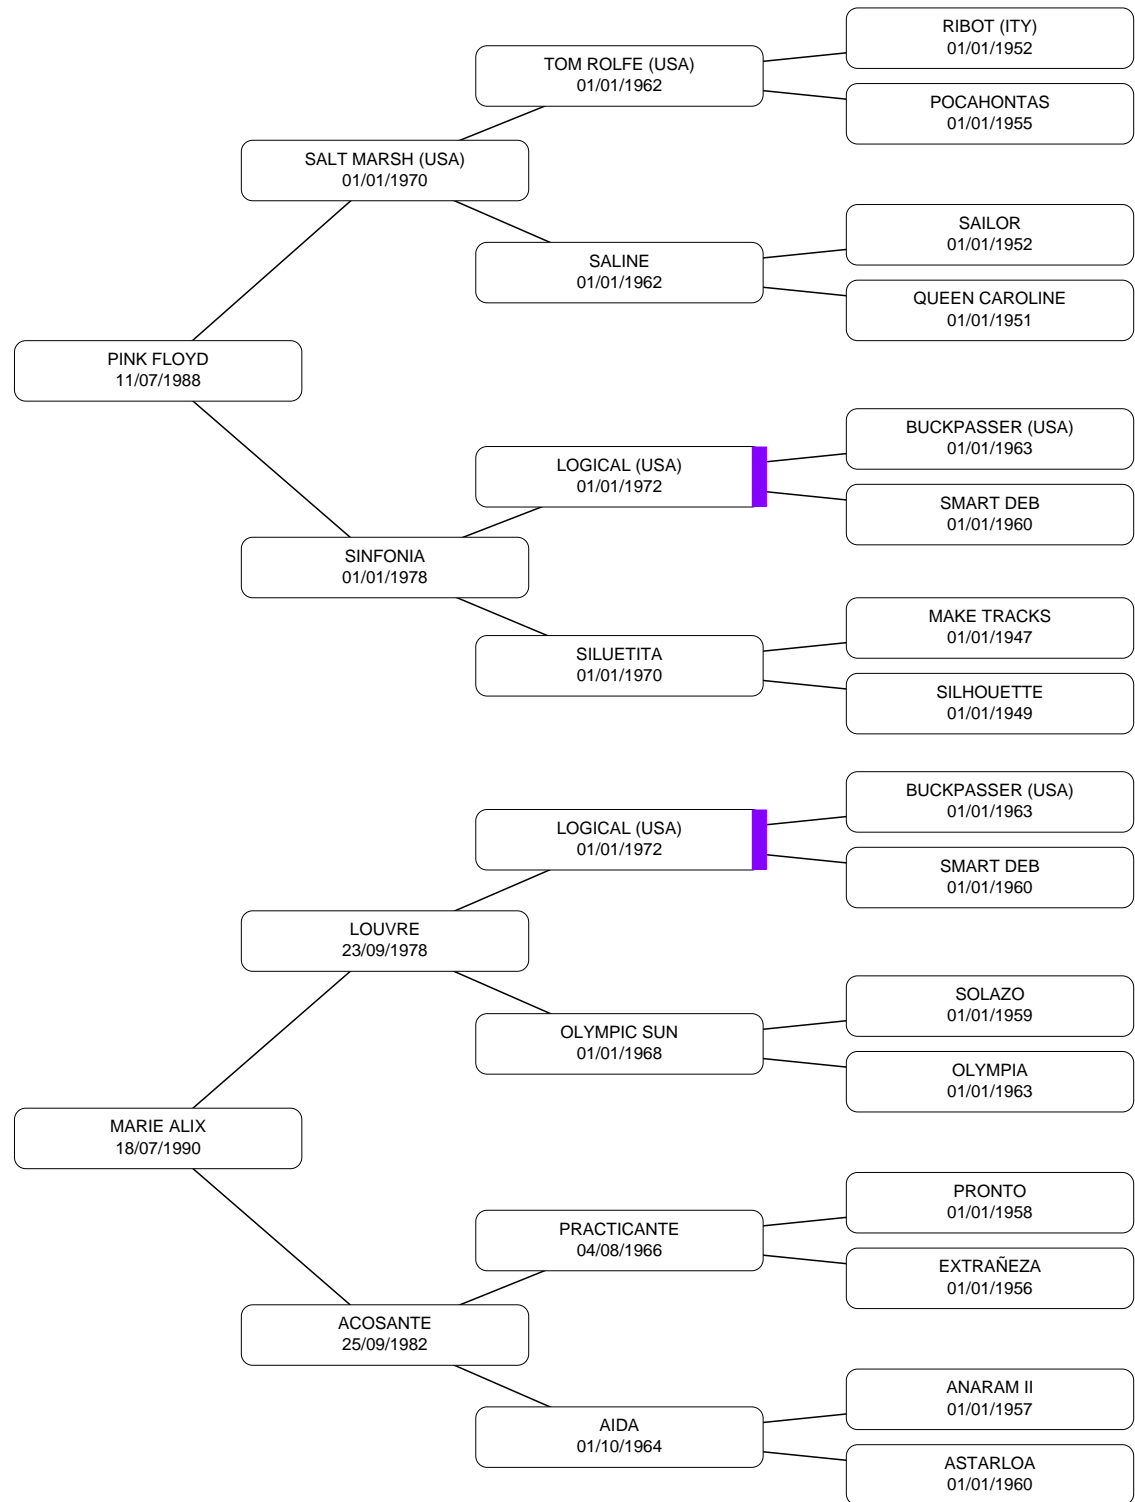 RIBOT (ITY)
01/01/1952
TOM ROLFE (USA)
01/01/1962
POCAHONTAS
01/01/1955
SALT MARSH (USA)
01/01/1970
SAILOR
01/01/1952
SALINE
01/01/1962
QUEEN CAROLINE
01/01/1951
PINK FLOYD
11/07/1988
BUCKPASSER (USA)
01/01/1963
LOGICAL (USA)
01/01/1972
SMART DEB
01/01/1960
SINFONIA
01/01/1978
MAKE TRACKS
01/01/1947
SILUETITA
01/01/1970
SILHOUETTE
01/01/1949
BUCKPASSER (USA)
01/01/1963
LOGICAL (USA)
01/01/1972
SMART DEB
01/01/1960
LOUVRE
23/09/1978
SOLAZO
01/01/1959
OLYMPIC SUN
01/01/1968
OLYMPIA
01/01/1963
MARIE ALIX
18/07/1990
PRONTO
01/01/1958
PRACTICANTE
04/08/1966
EXTRAÑEZA
01/01/1956
ACOSANTE
25/09/1982
ANARAM II
01/01/1957
AIDA
01/10/1964
ASTARLOA
01/01/1960